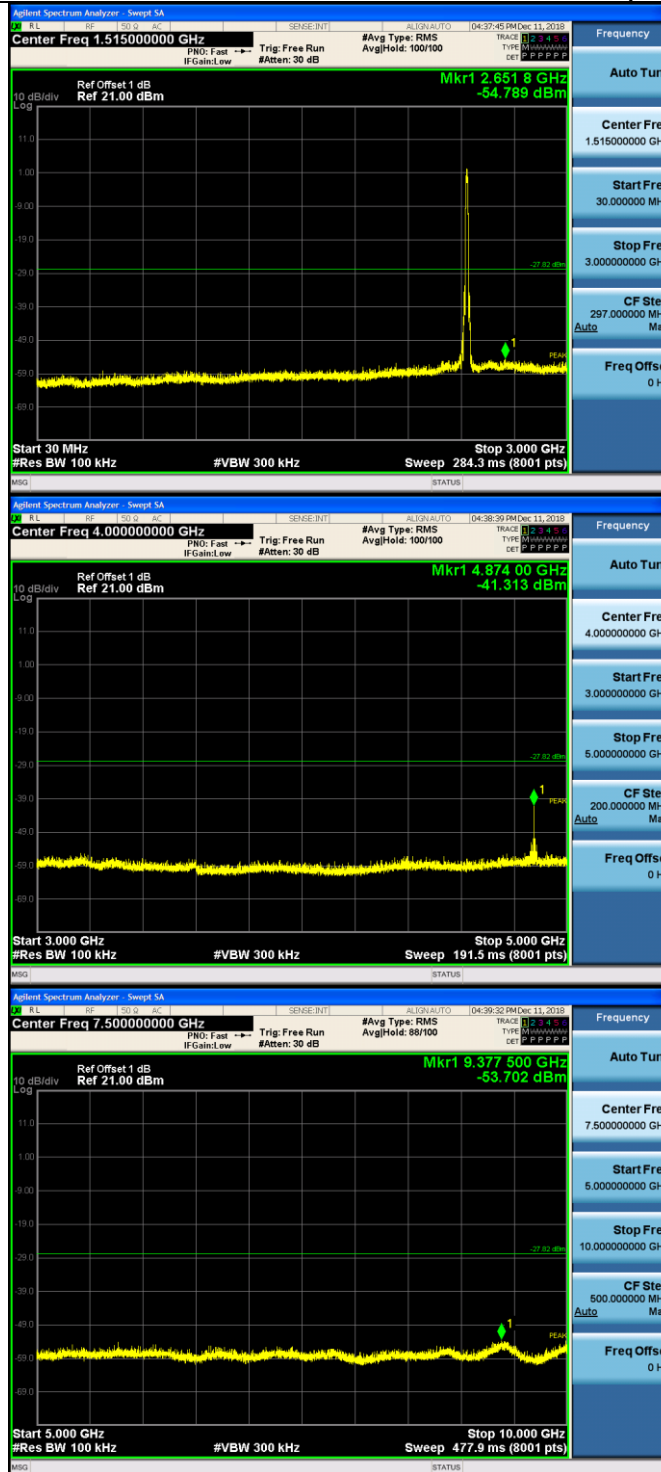 Agilent Spectrum Analyzer - Swept SA
RL RF 50 Ω AC SENSE:INT ALIGNAUTO 04:37:45 PM Dec 11, 2018
Center Freq 1.515000000 GHz
PNO: Fast
IFGain:Low
Trig: Free Run
#Atten: 30 dB
#Avg Type: RMS
Avg|Hold: 100/100
TRACE 1 2 3 4 5 6
TYPE M
DET P P P P P P
Mkr1 2.651 8 GHz
-54.789 dBm
Ref Offset 1 dB
Ref 21.00 dBm
10 dB/div
Log
11.0
1.00
-9.00
-19.0
-29.0
-39.0
-49.0
-59.0
-69.0
-27.82 dBm
1
PEAK
Start 30 MHz
Stop 3.000 GHz
#Res BW 100 kHz
#VBW 300 kHz
Sweep 284.3 ms (8001 pts)
MSG
STATUS
Frequency
Auto Tun
Center Fre
1.515000000 GH
Start Fre
30.000000 MH
Stop Fre
3.000000000 GH
CF Ste
297.000000 MH
Auto Ma
Freq Offse
0 H
Agilent Spectrum Analyzer - Swept SA
RL RF 50 Ω AC SENSE:INT ALIGNAUTO 04:38:39 PM Dec 11, 2018
Center Freq 4.000000000 GHz
PNO: Fast
IFGain:Low
Trig: Free Run
#Atten: 30 dB
#Avg Type: RMS
Avg|Hold: 100/100
TRACE 1 2 3 4 5 6
TYPE M
DET P P P P P P
Mkr1 4.874 00 GHz
-41.313 dBm
Ref Offset 1 dB
Ref 21.00 dBm
10 dB/div
Log
11.0
1.00
-9.00
-19.0
-29.0
-39.0
-49.0
-59.0
-69.0
-27.82 dBm
1
PEAK
Start 3.000 GHz
Stop 5.000 GHz
#Res BW 100 kHz
#VBW 300 kHz
Sweep 191.5 ms (8001 pts)
MSG
STATUS
Frequency
Auto Tun
Center Fre
4.000000000 GH
Start Fre
3.000000000 GH
Stop Fre
5.000000000 GH
CF Ste
200.000000 MH
Auto Ma
Freq Offse
0 H
Agilent Spectrum Analyzer - Swept SA
RL RF 50 Ω AC SENSE:INT ALIGNAUTO 04:39:32 PM Dec 11, 2018
Center Freq 7.500000000 GHz
PNO: Fast
IFGain:Low
Trig: Free Run
#Atten: 30 dB
#Avg Type: RMS
Avg|Hold: 88/100
TRACE 1 2 3 4 5 6
TYPE M
DET P P P P P P
Mkr1 9.377 500 GHz
-53.702 dBm
Ref Offset 1 dB
Ref 21.00 dBm
10 dB/div
Log
11.0
1.00
-9.00
-19.0
-29.0
-39.0
-49.0
-59.0
-69.0
-27.82 dBm
1
PEAK
Start 5.000 GHz
Stop 10.000 GHz
#Res BW 100 kHz
#VBW 300 kHz
Sweep 477.9 ms (8001 pts)
MSG
STATUS
Frequency
Auto Tun
Center Fre
7.500000000 GH
Start Fre
5.000000000 GH
Stop Fre
10.000000000 GH
CF Ste
500.000000 MH
Auto Ma
Freq Offse
0 H